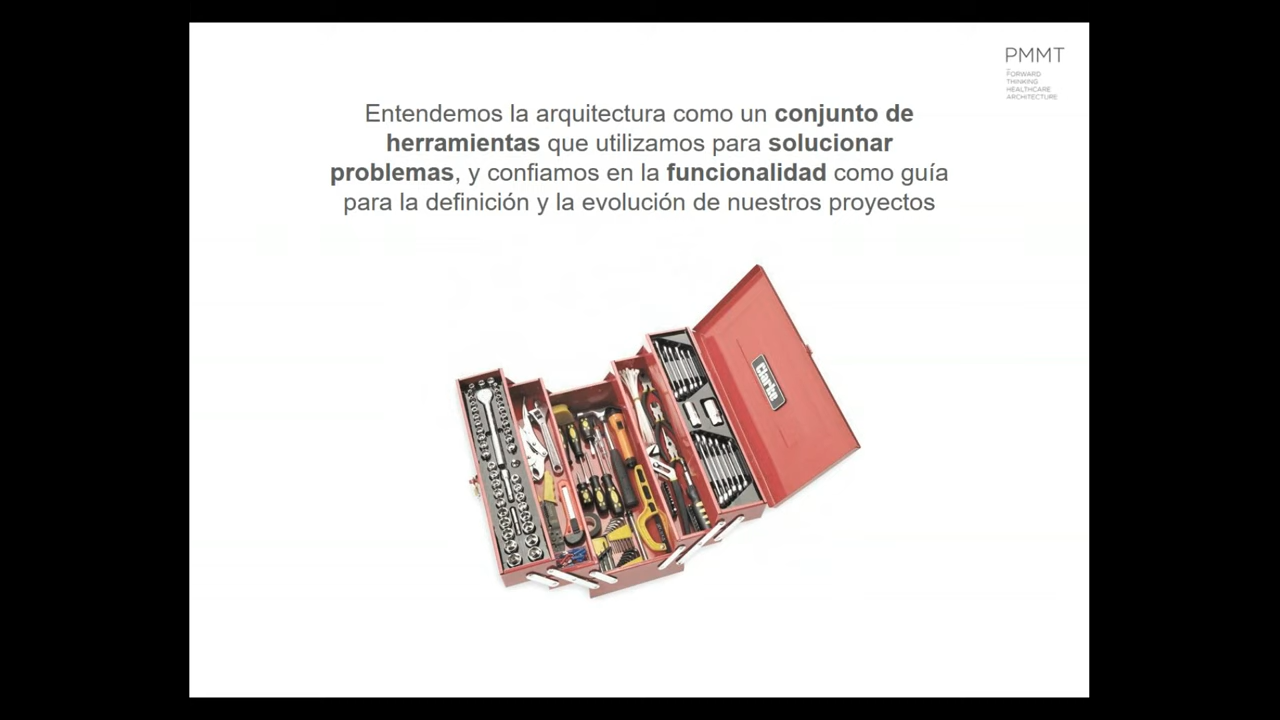 PMMT
FORWARD
THINKING
HEALTHCARE
ARCHITECTURE
Entendemos la arquitectura como un conjunto de
herramientas que utilizamos para solucionar
problemas, y confiamos en la funcionalidad como guía
para la definición y la evolución de nuestros proyectos
Clarke